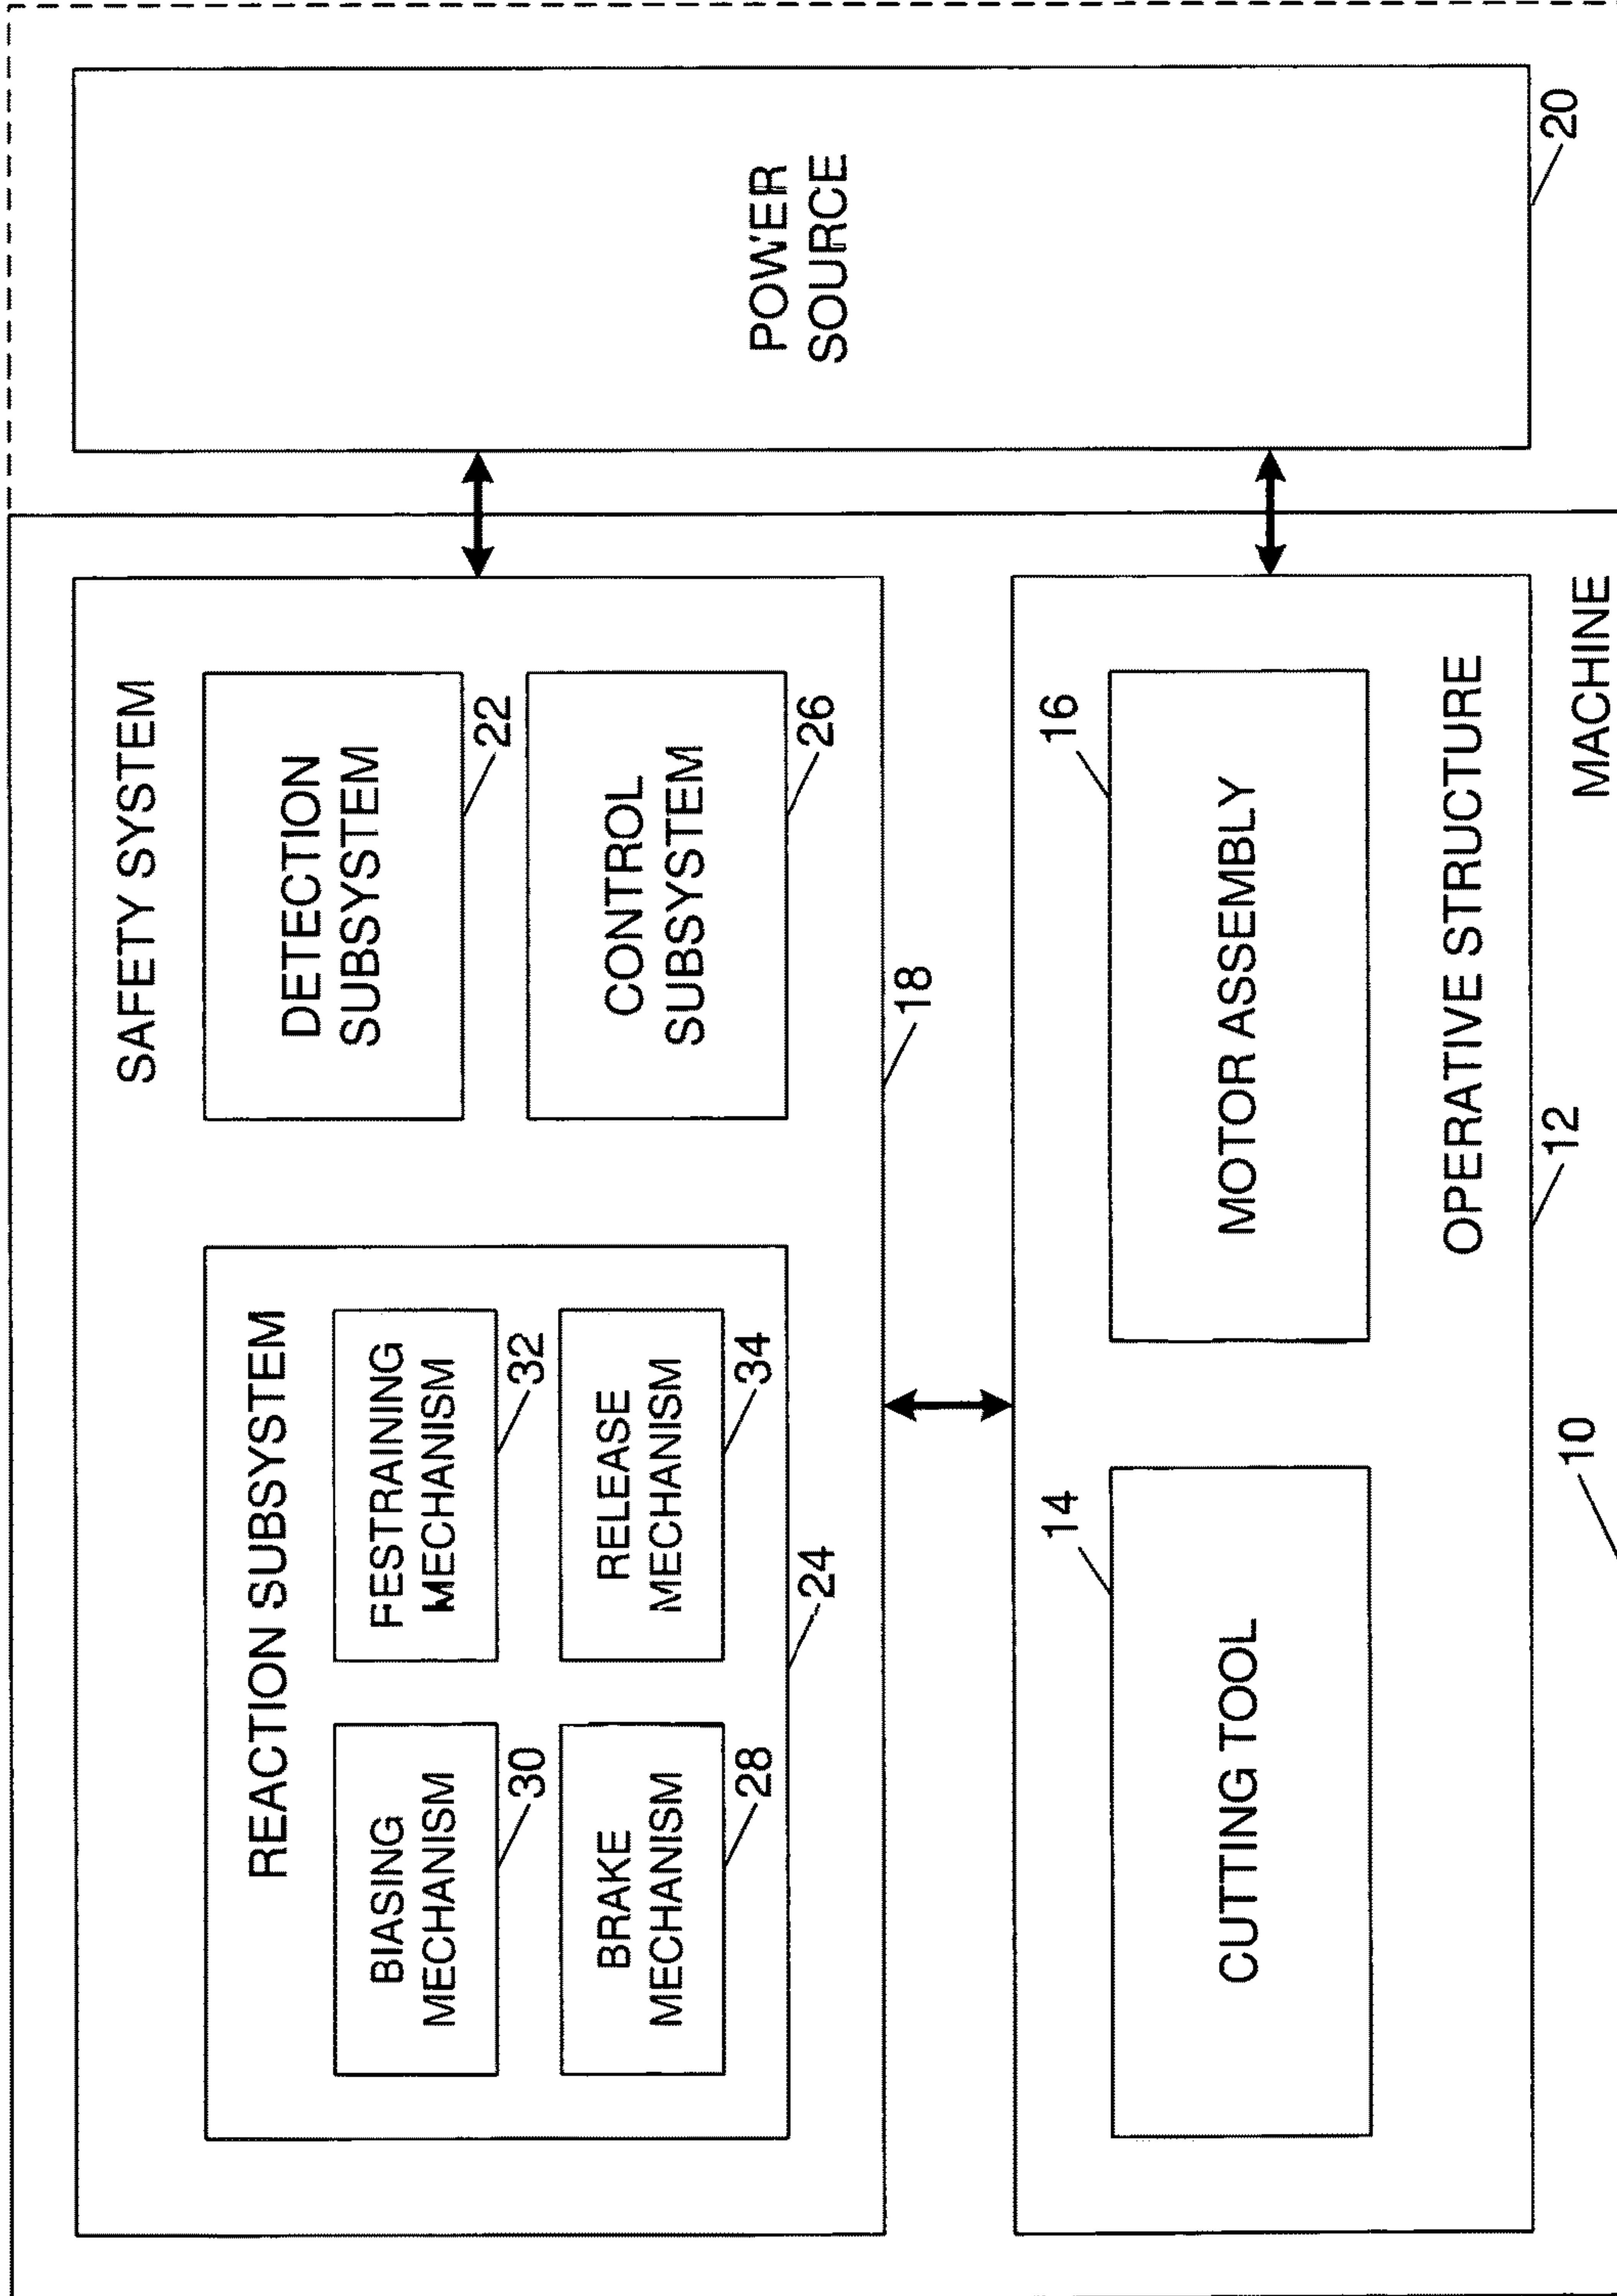 SAFETY SYSTEM
REACTION SUBSYSTEM
BIASING
MECHANISM
30
FESTRAINING
MECHANISM
32
BRAKE
MECHANISM
28
RELEASE
MECHANISM
34
24
DETECTION
SUBSYSTEM
22
CONTROL
SUBSYSTEM
26
18
POWER
SOURCE
20
14
CUTTING TOOL
16
MOTOR ASSEMBLY
OPERATIVE STRUCTURE
12
10
MACHINE